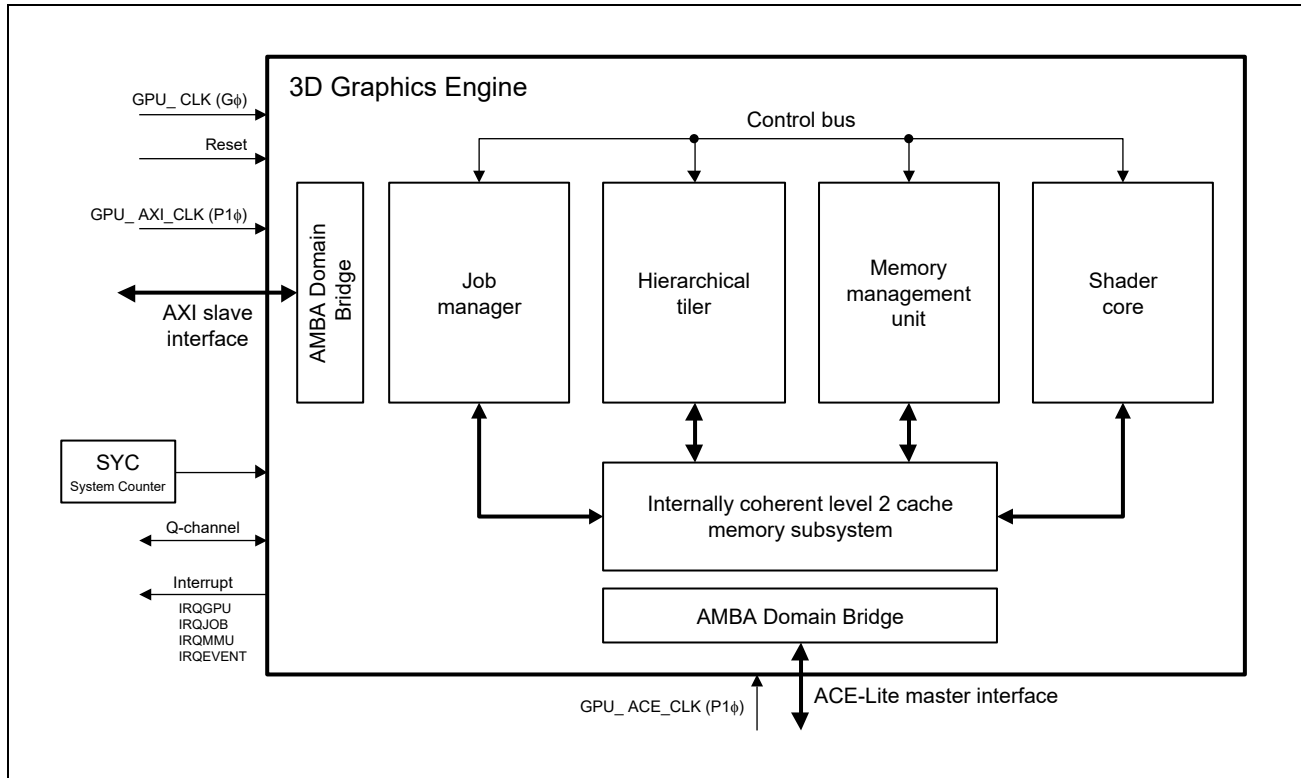 3D Graphics Engine
GPU_ CLK (Gϕ)
Reset
GPU_ AXI_CLK (P1ϕ)
AXI slave
interface
AMBA Domain
Bridge
Control bus
Job
manager
Hierarchical
tiler
Memory
management
unit
Shader
core
SYC
System Counter
Q-channel
Interrupt
IRQGPU
IRQJOB
IRQMMU
IRQEVENT
Internally coherent level 2 cache
memory subsystem
AMBA Domain Bridge
GPU_ ACE_CLK (P1ϕ)
ACE-Lite master interface